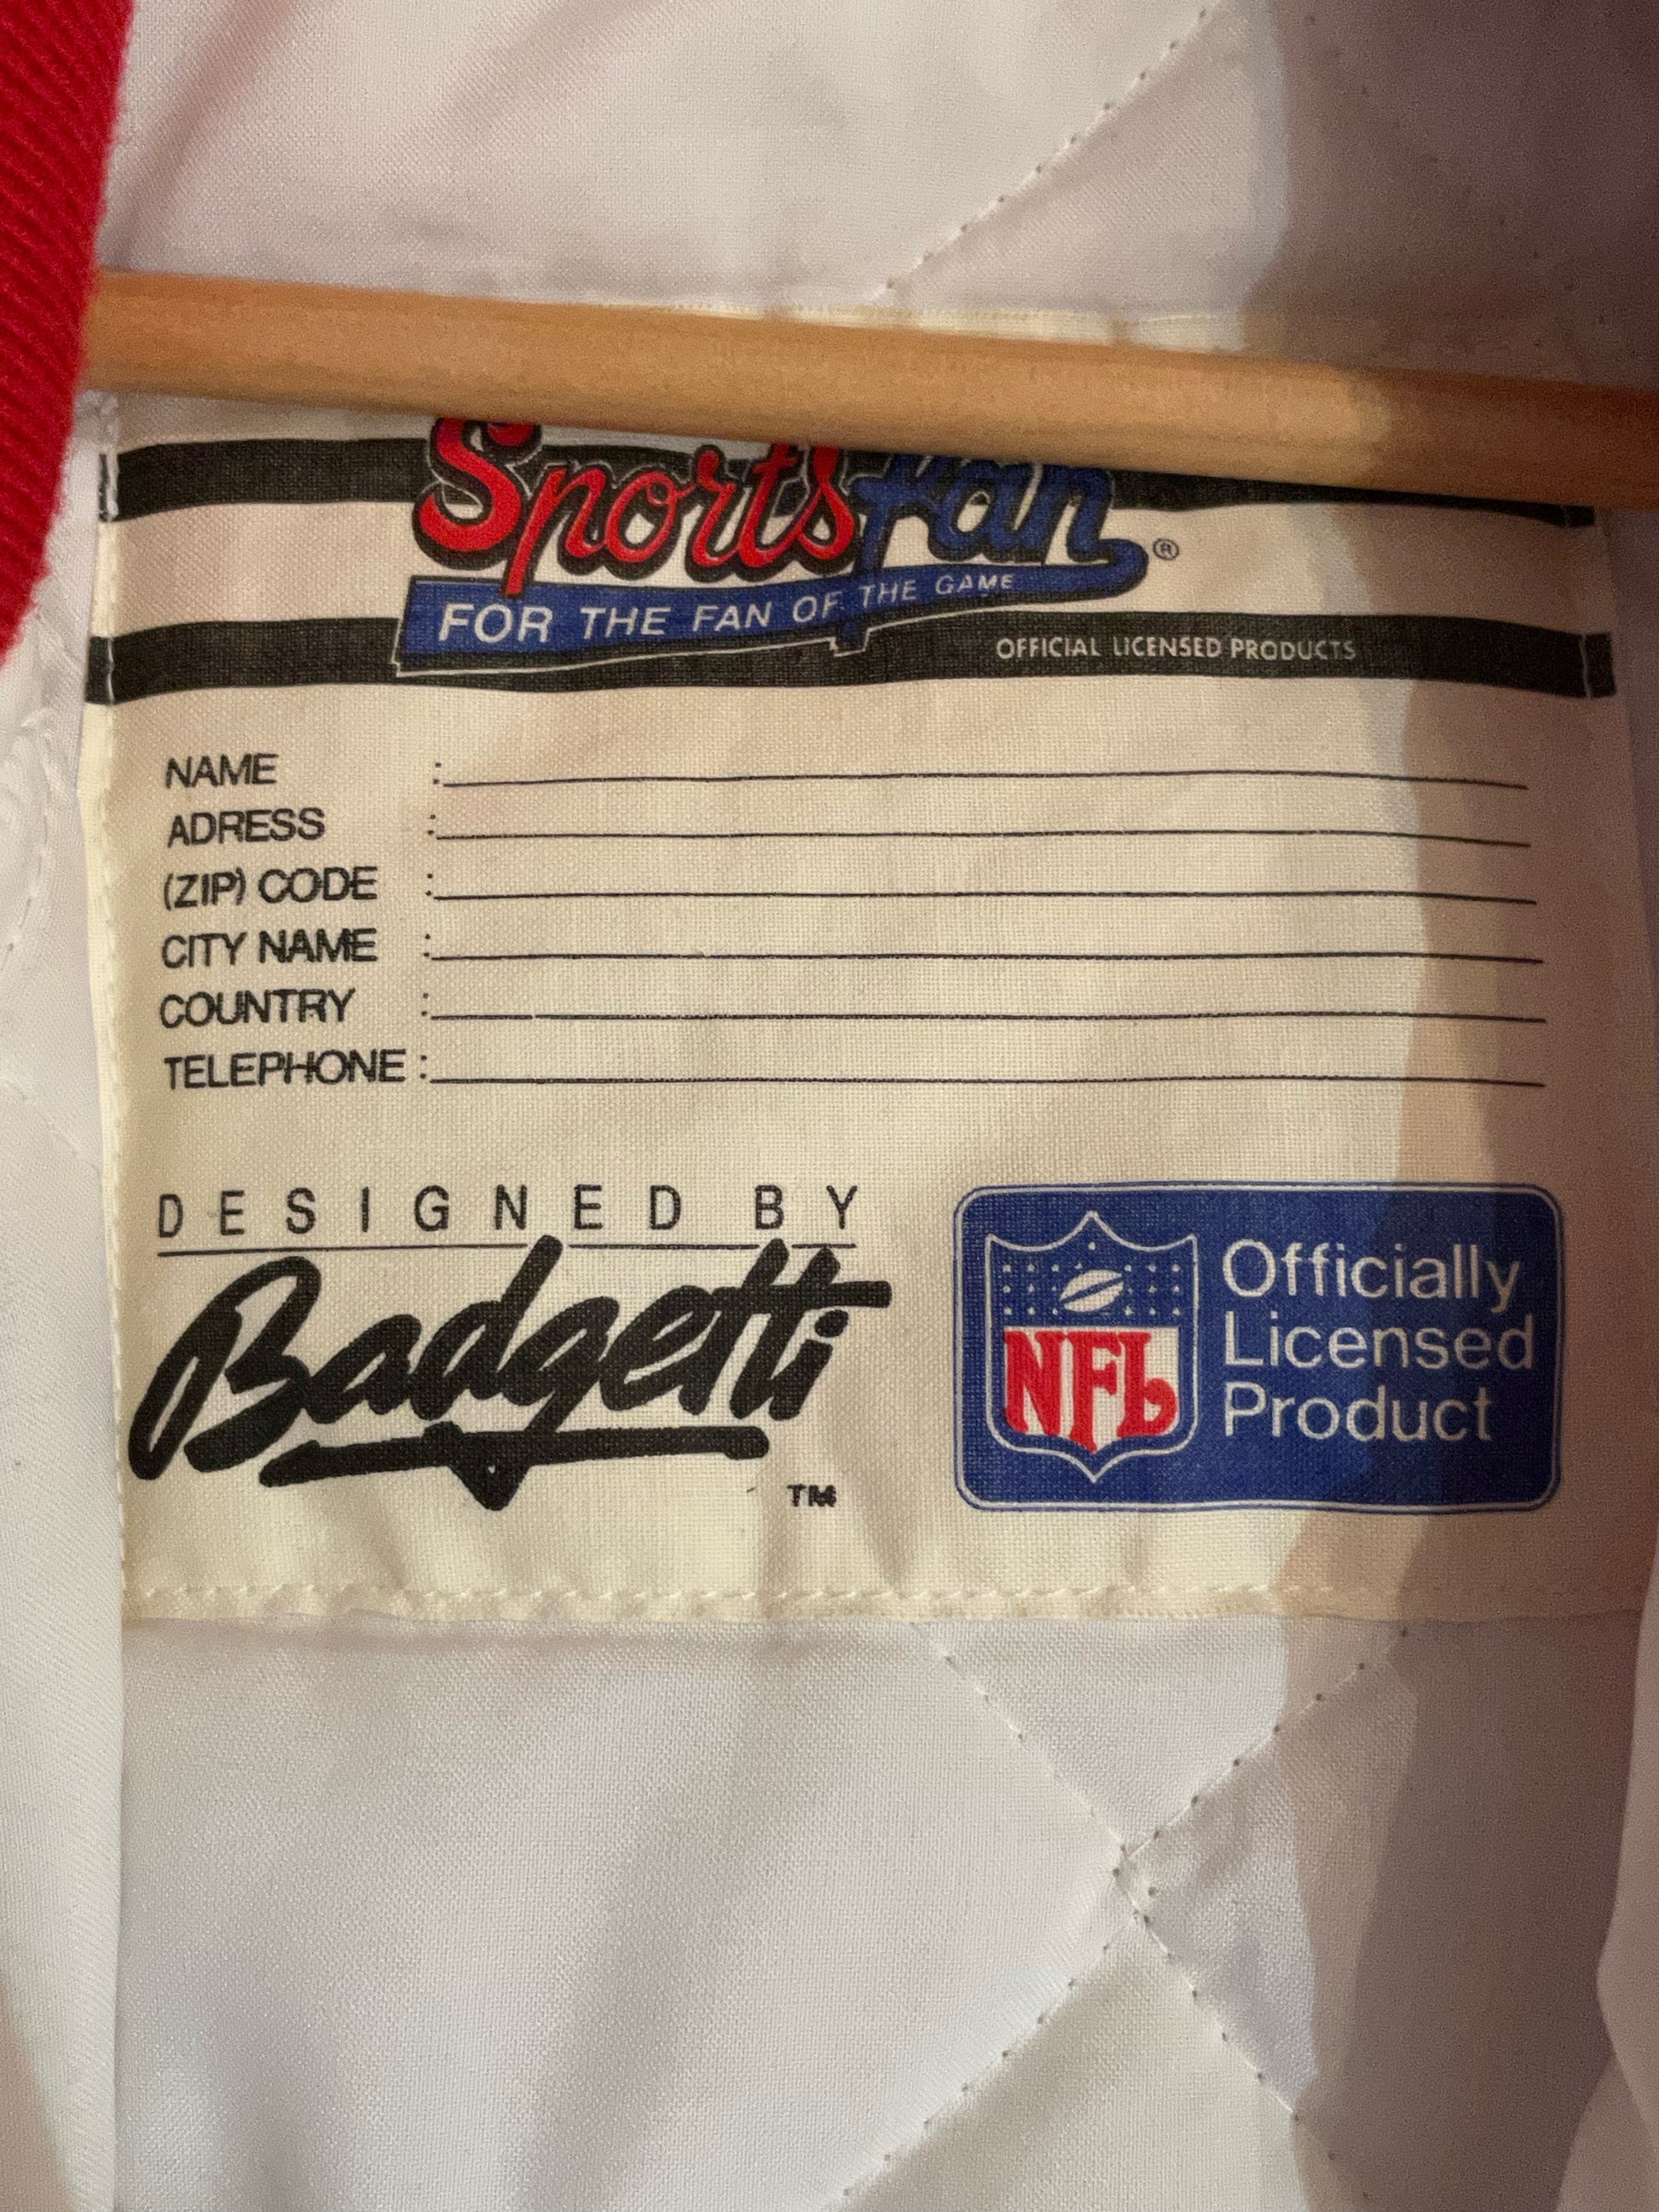 SportsFan®
FOR THE FAN OF THE GAME
OFFICIAL LICENSED PRODUCTS
NAME :
ADRESS :
(ZIP) CODE :
CITY NAME :
COUNTRY :
TELEPHONE :
DESIGNED BY
Badgetti
TM
NFL
Officially
Licensed
Product